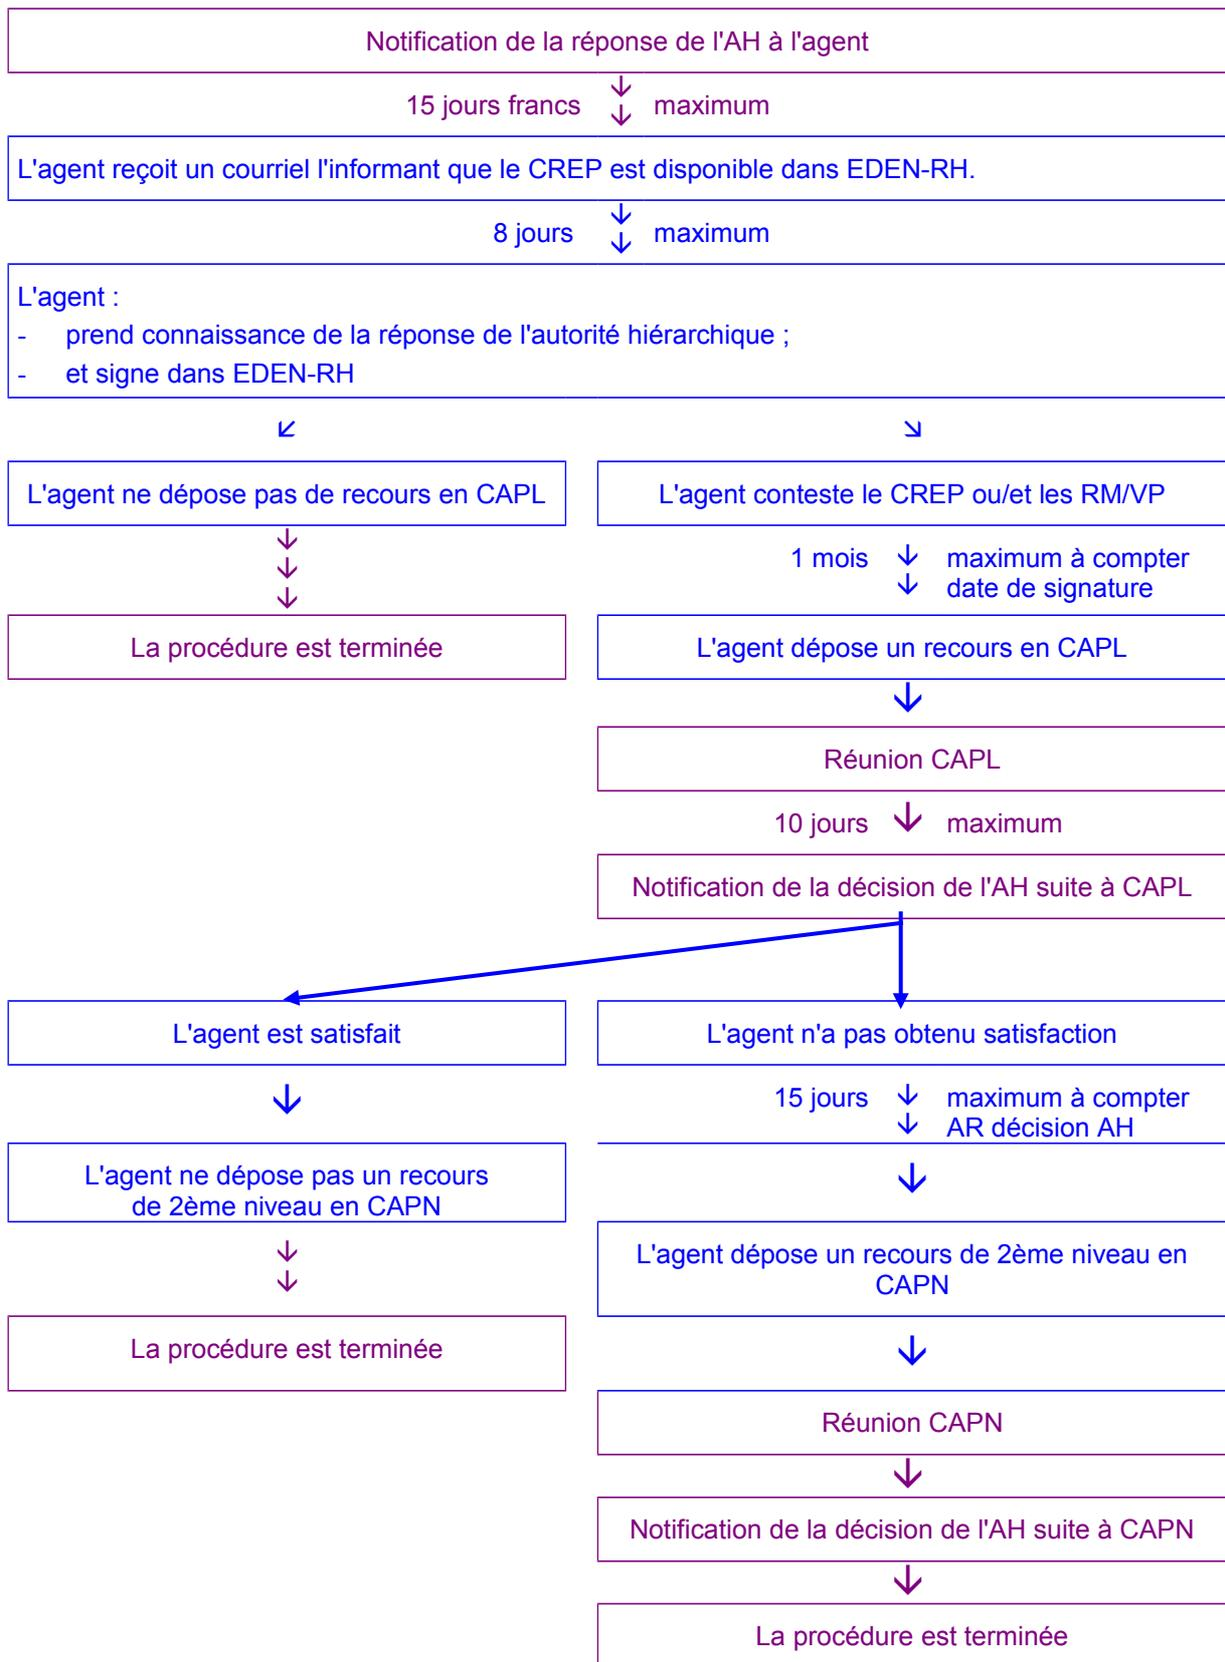 Notification de la réponse de l'AH à l'agent
15 jours francs maximum
L'agent reçoit un courriel l'informant que le CREP est disponible dans EDEN-RH.
8 jours maximum
L'agent :
- prend connaissance de la réponse de l'autorité hiérarchique ;
- et signe dans EDEN-RH
L'agent ne dépose pas de recours en CAPL
L'agent conteste le CREP ou/et les RM/VP
1 mois maximum à compter
date de signature
La procédure est terminée
L'agent dépose un recours en CAPL
Réunion CAPL
10 jours maximum
Notification de la décision de l'AH suite à CAPL
L'agent est satisfait
L'agent n'a pas obtenu satisfaction
15 jours maximum à compter
AR décision AH
L'agent ne dépose pas un recours
de 2ème niveau en CAPN
L'agent dépose un recours de 2ème niveau en
CAPN
La procédure est terminée
Réunion CAPN
Notification de la décision de l'AH suite à CAPN
La procédure est terminée